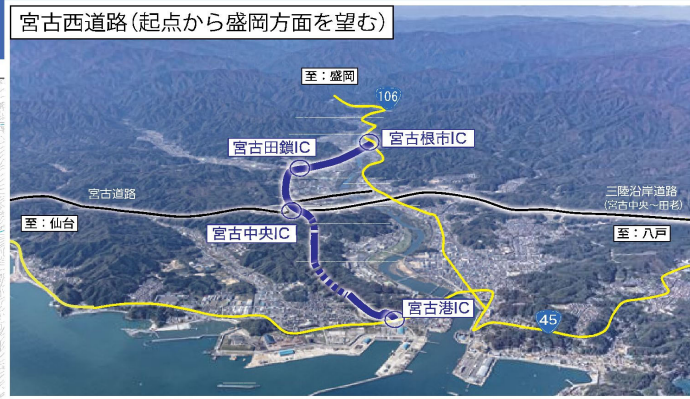 宮古西道路(起点から盛岡方面を望む)
至：盛岡
106
宮古根市IC
宮古田鎖IC
宮古道路
三陸沿岸道路
(宮古中央～田老)
至：仙台
宮古中央IC
至：八戸
宮古港IC
45